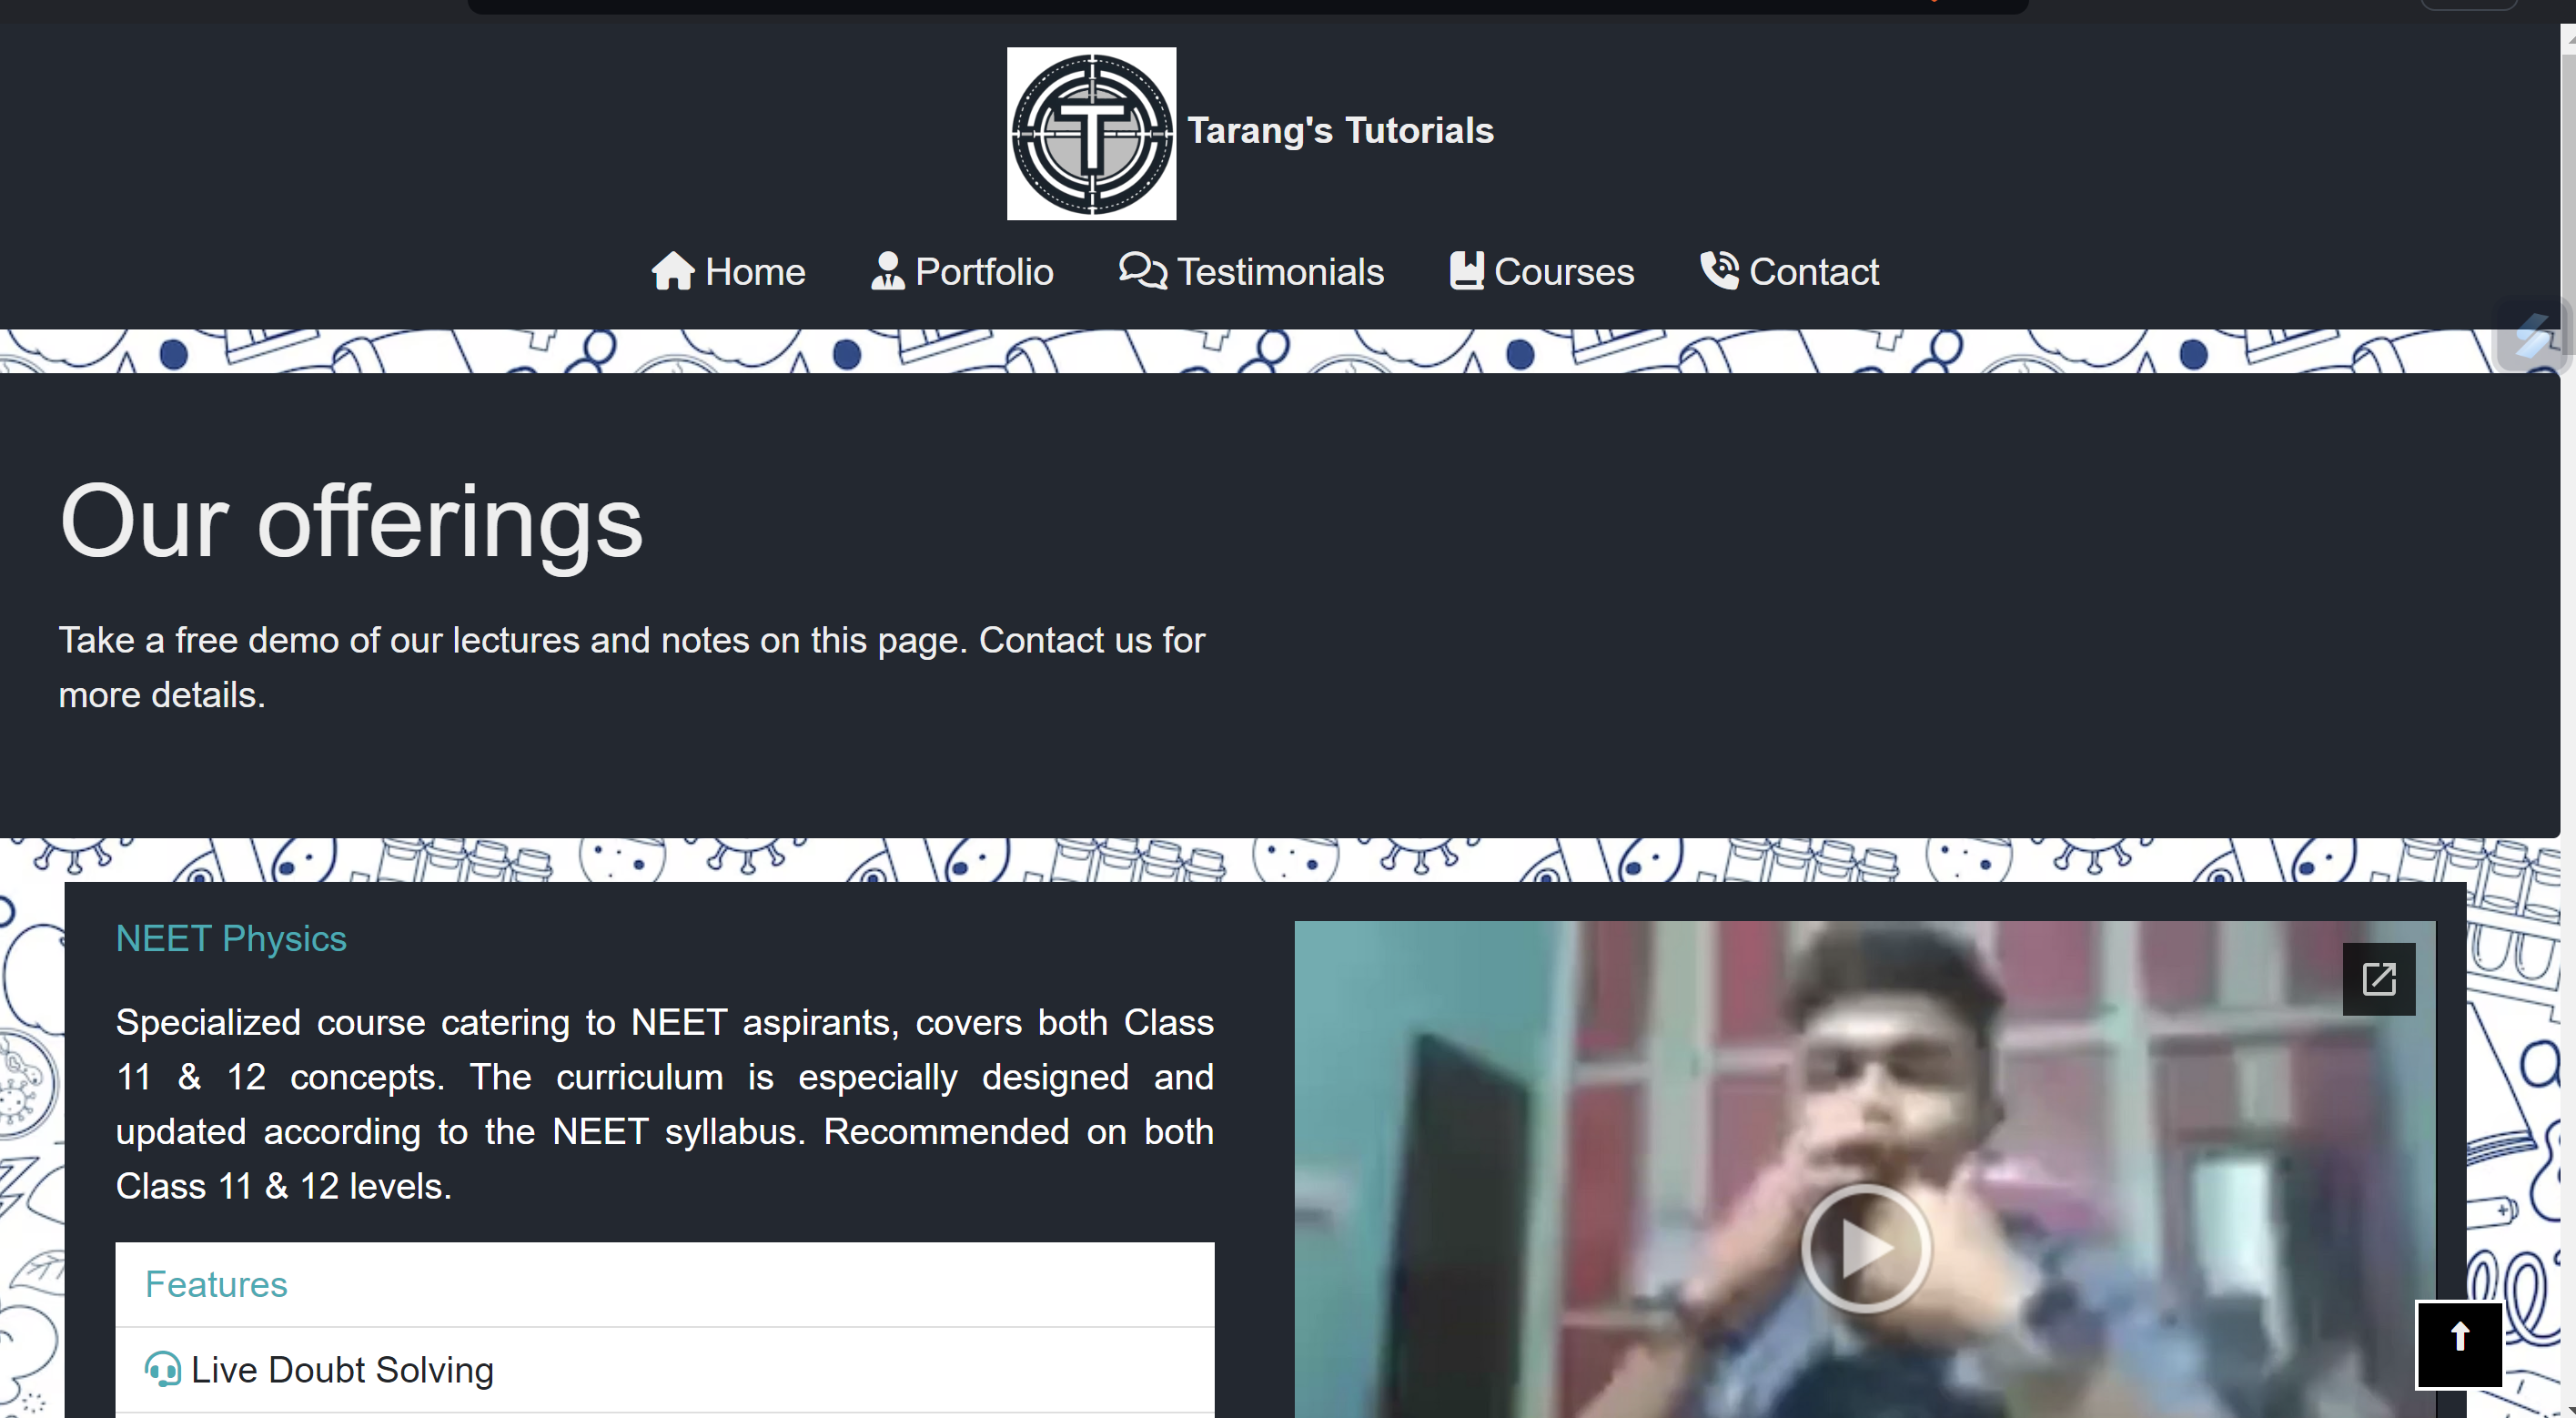 T
Tarang's Tutorials
Home Portfolio Testimonials Courses Contact
Our offerings
Take a free demo of our lectures and notes on this page. Contact us for
more details.
NEET Physics
Specialized course catering to NEET aspirants, covers both Class
11 & 12 concepts. The curriculum is especially designed and
updated according to the NEET syllabus. Recommended on both
Class 11 & 12 levels.
Features
Live Doubt Solving